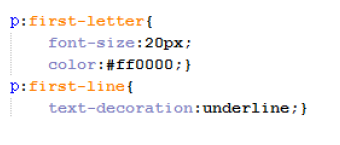 p:first-letter{
    font-size:20px;
    color:#ff0000;}
p:first-line{
    text-decoration:underline;}